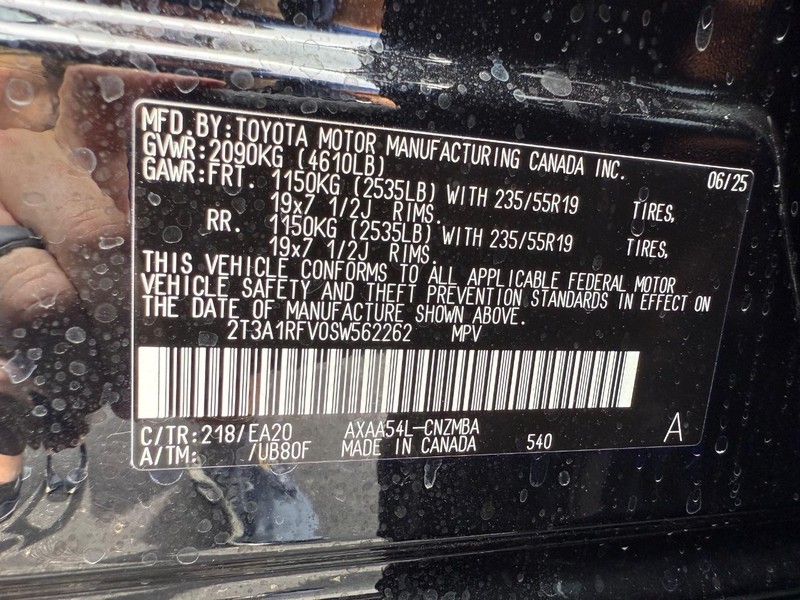 MFD.BY:TOYOTA MOTOR MANUFACTURING CANADA INC.
GVWR:2090KG (4610LB) 06/25
GAWR:FRT. 1150KG (2535LB) WITH 235/55R19 TIRES,
19x7 1/2J RIMS.
RR. 1150KG (2535LB) WITH 235/55R19 TIRES,
19x7 1/2J RIMS.
THIS VEHICLE CONFORMS TO ALL APPLICABLE FEDERAL MOTOR
VEHICLE SAFETY AND THEFT PREVENTION STANDARDS IN EFFECT ON
THE DATE OF MANUFACTURE SHOWN ABOVE.
2T3A1RFV0SW562262 MPV
C/TR:218/EA20 AXAA54L-CNZMBA
A/TM: /UB80F MADE IN CANADA 540 A